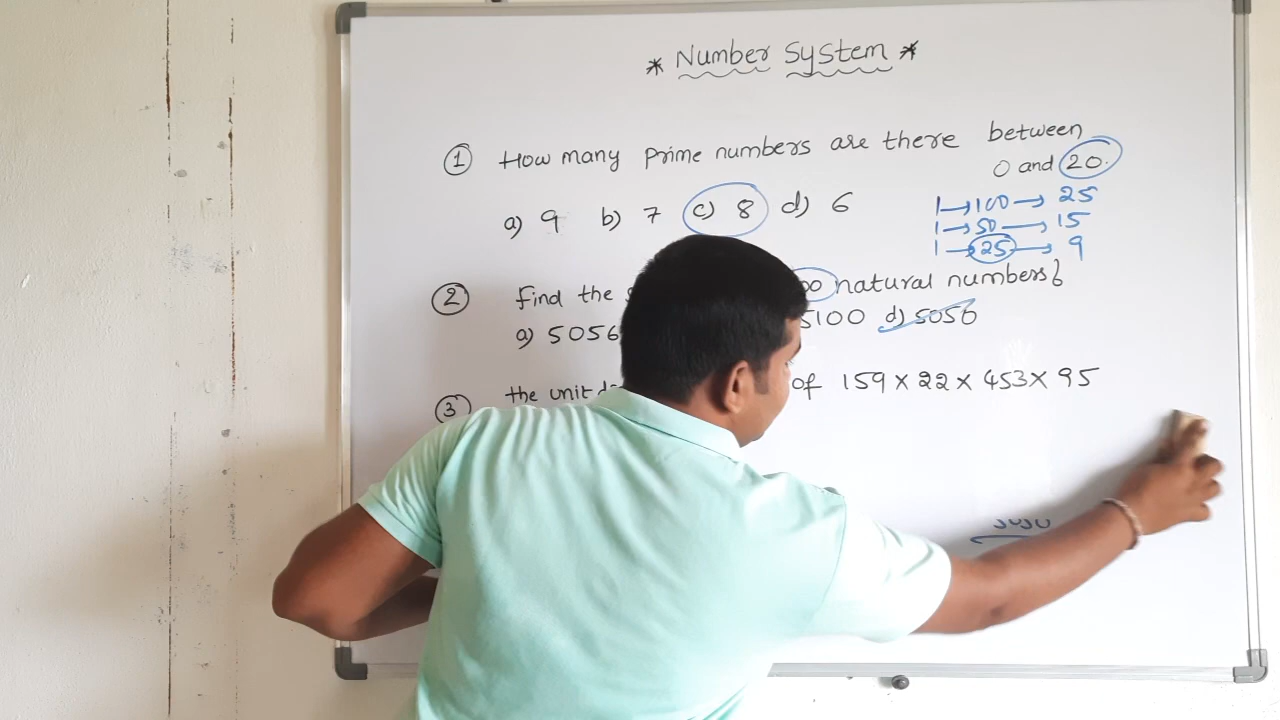 * Number System *
① How many prime numbers are there between
0 and 20.
a) 9 b) 7 c) 8 d) 6
1→100→ 25
1→50→ 15
1→25→ 9
② find the natural numbers?
a) 5056 5100 d) 5050
③ the unit of 159 × 22 × 453 × 95